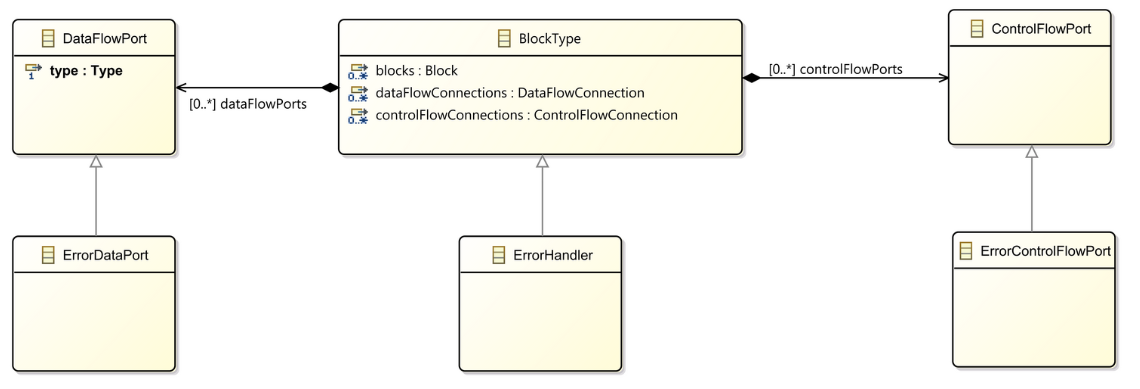 DataFlowPort
1 type : Type
[0..*] dataFlowPorts
BlockType
0..* blocks : Block
0..* dataFlowConnections : DataFlowConnection
0..* controlFlowConnections : ControlFlowConnection
[0..*] controlFlowPorts
ControlFlowPort
ErrorDataPort
ErrorHandler
ErrorControlFlowPort